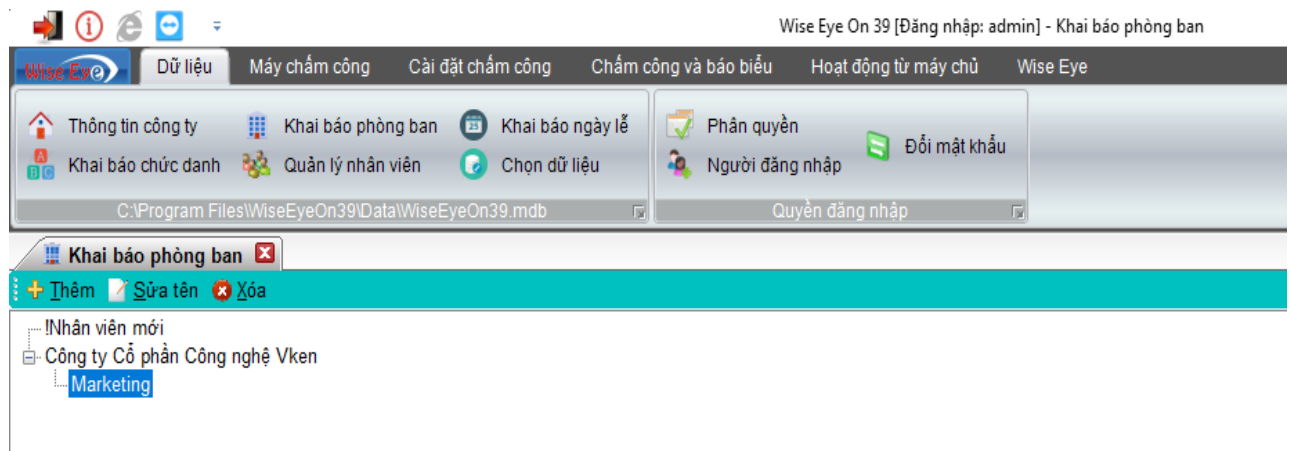 Wise Eye On 39 [Đăng nhập: admin] - Khai báo phòng ban
Wise Eye Dữ liệu Máy chấm công Cài đặt chấm công Chấm công và báo biểu Hoạt động từ máy chủ Wise Eye
Thông tin công ty Khai báo phòng ban 25 Khai báo ngày lễ Phân quyền
Đổi mật khẩu
A B C Khai báo chức danh Quản lý nhân viên Chọn dữ liệu Người đăng nhập
C:\Program Files\WiseEyeOn39\Data\WiseEyeOn39.mdb Quyền đăng nhập
Khai báo phòng ban
Thêm Sửa tên Xóa
!Nhân viên mới
Công ty Cổ phần Công nghệ Vken
Marketing